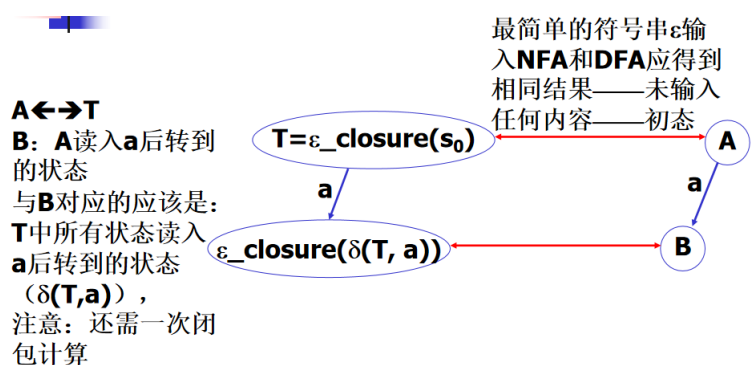 最简单的符号串ε输
入NFA和DFA应得到
相同结果——未输入
任何内容——初态
A←→T
B：A读入a后转到
的状态
与B对应的应该是：
T中所有状态读入
a后转到的状态
（δ(T,a)），
注意：还需一次闭
包计算
T=ε_closure(s₀)
A
a
a
ε_closure(δ(T, a))
B